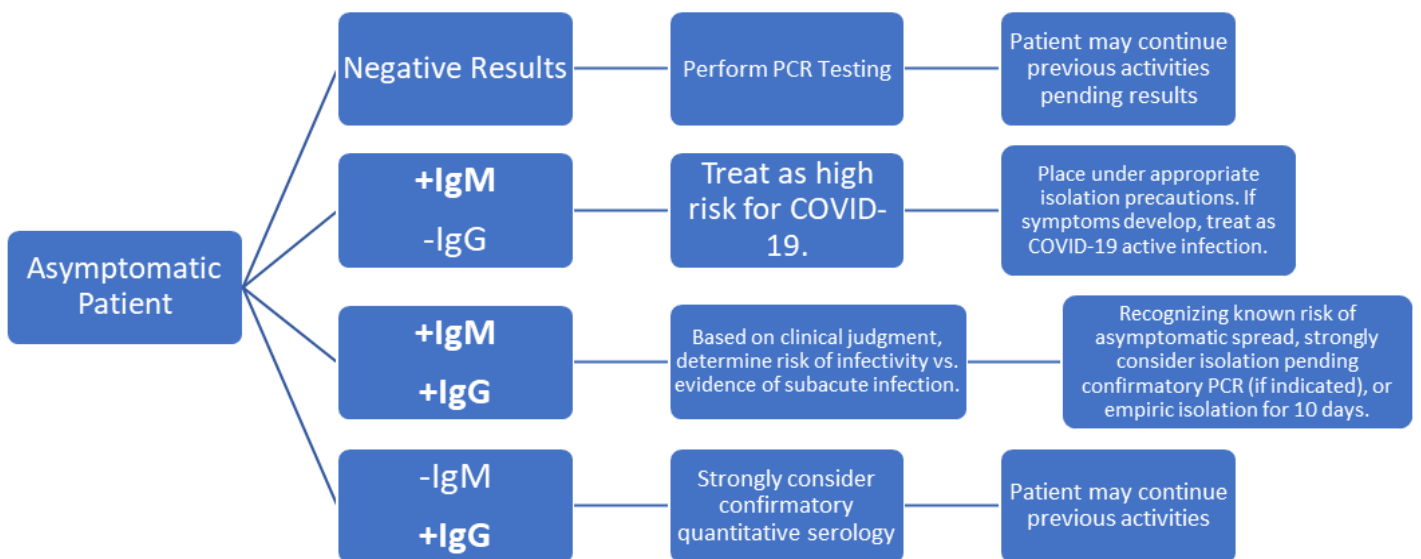 Asymptomatic
Patient
Negative Results
Perform PCR Testing
Patient may continue
previous activities
pending results
+IgM
-IgG
Treat as high
risk for COVID-
19.
Place under appropriate
isolation precautions. If
symptoms develop, treat as
COVID-19 active infection.
+IgM
+IgG
Based on clinical judgment,
determine risk of infectivity vs.
evidence of subacute infection.
Recognizing known risk of
asymptomatic spread, strongly
consider isolation pending
confirmatory PCR (if indicated), or
empiric isolation for 10 days.
-IgM
+IgG
Strongly consider
confirmatory
quantitative serology
Patient may continue
previous activities